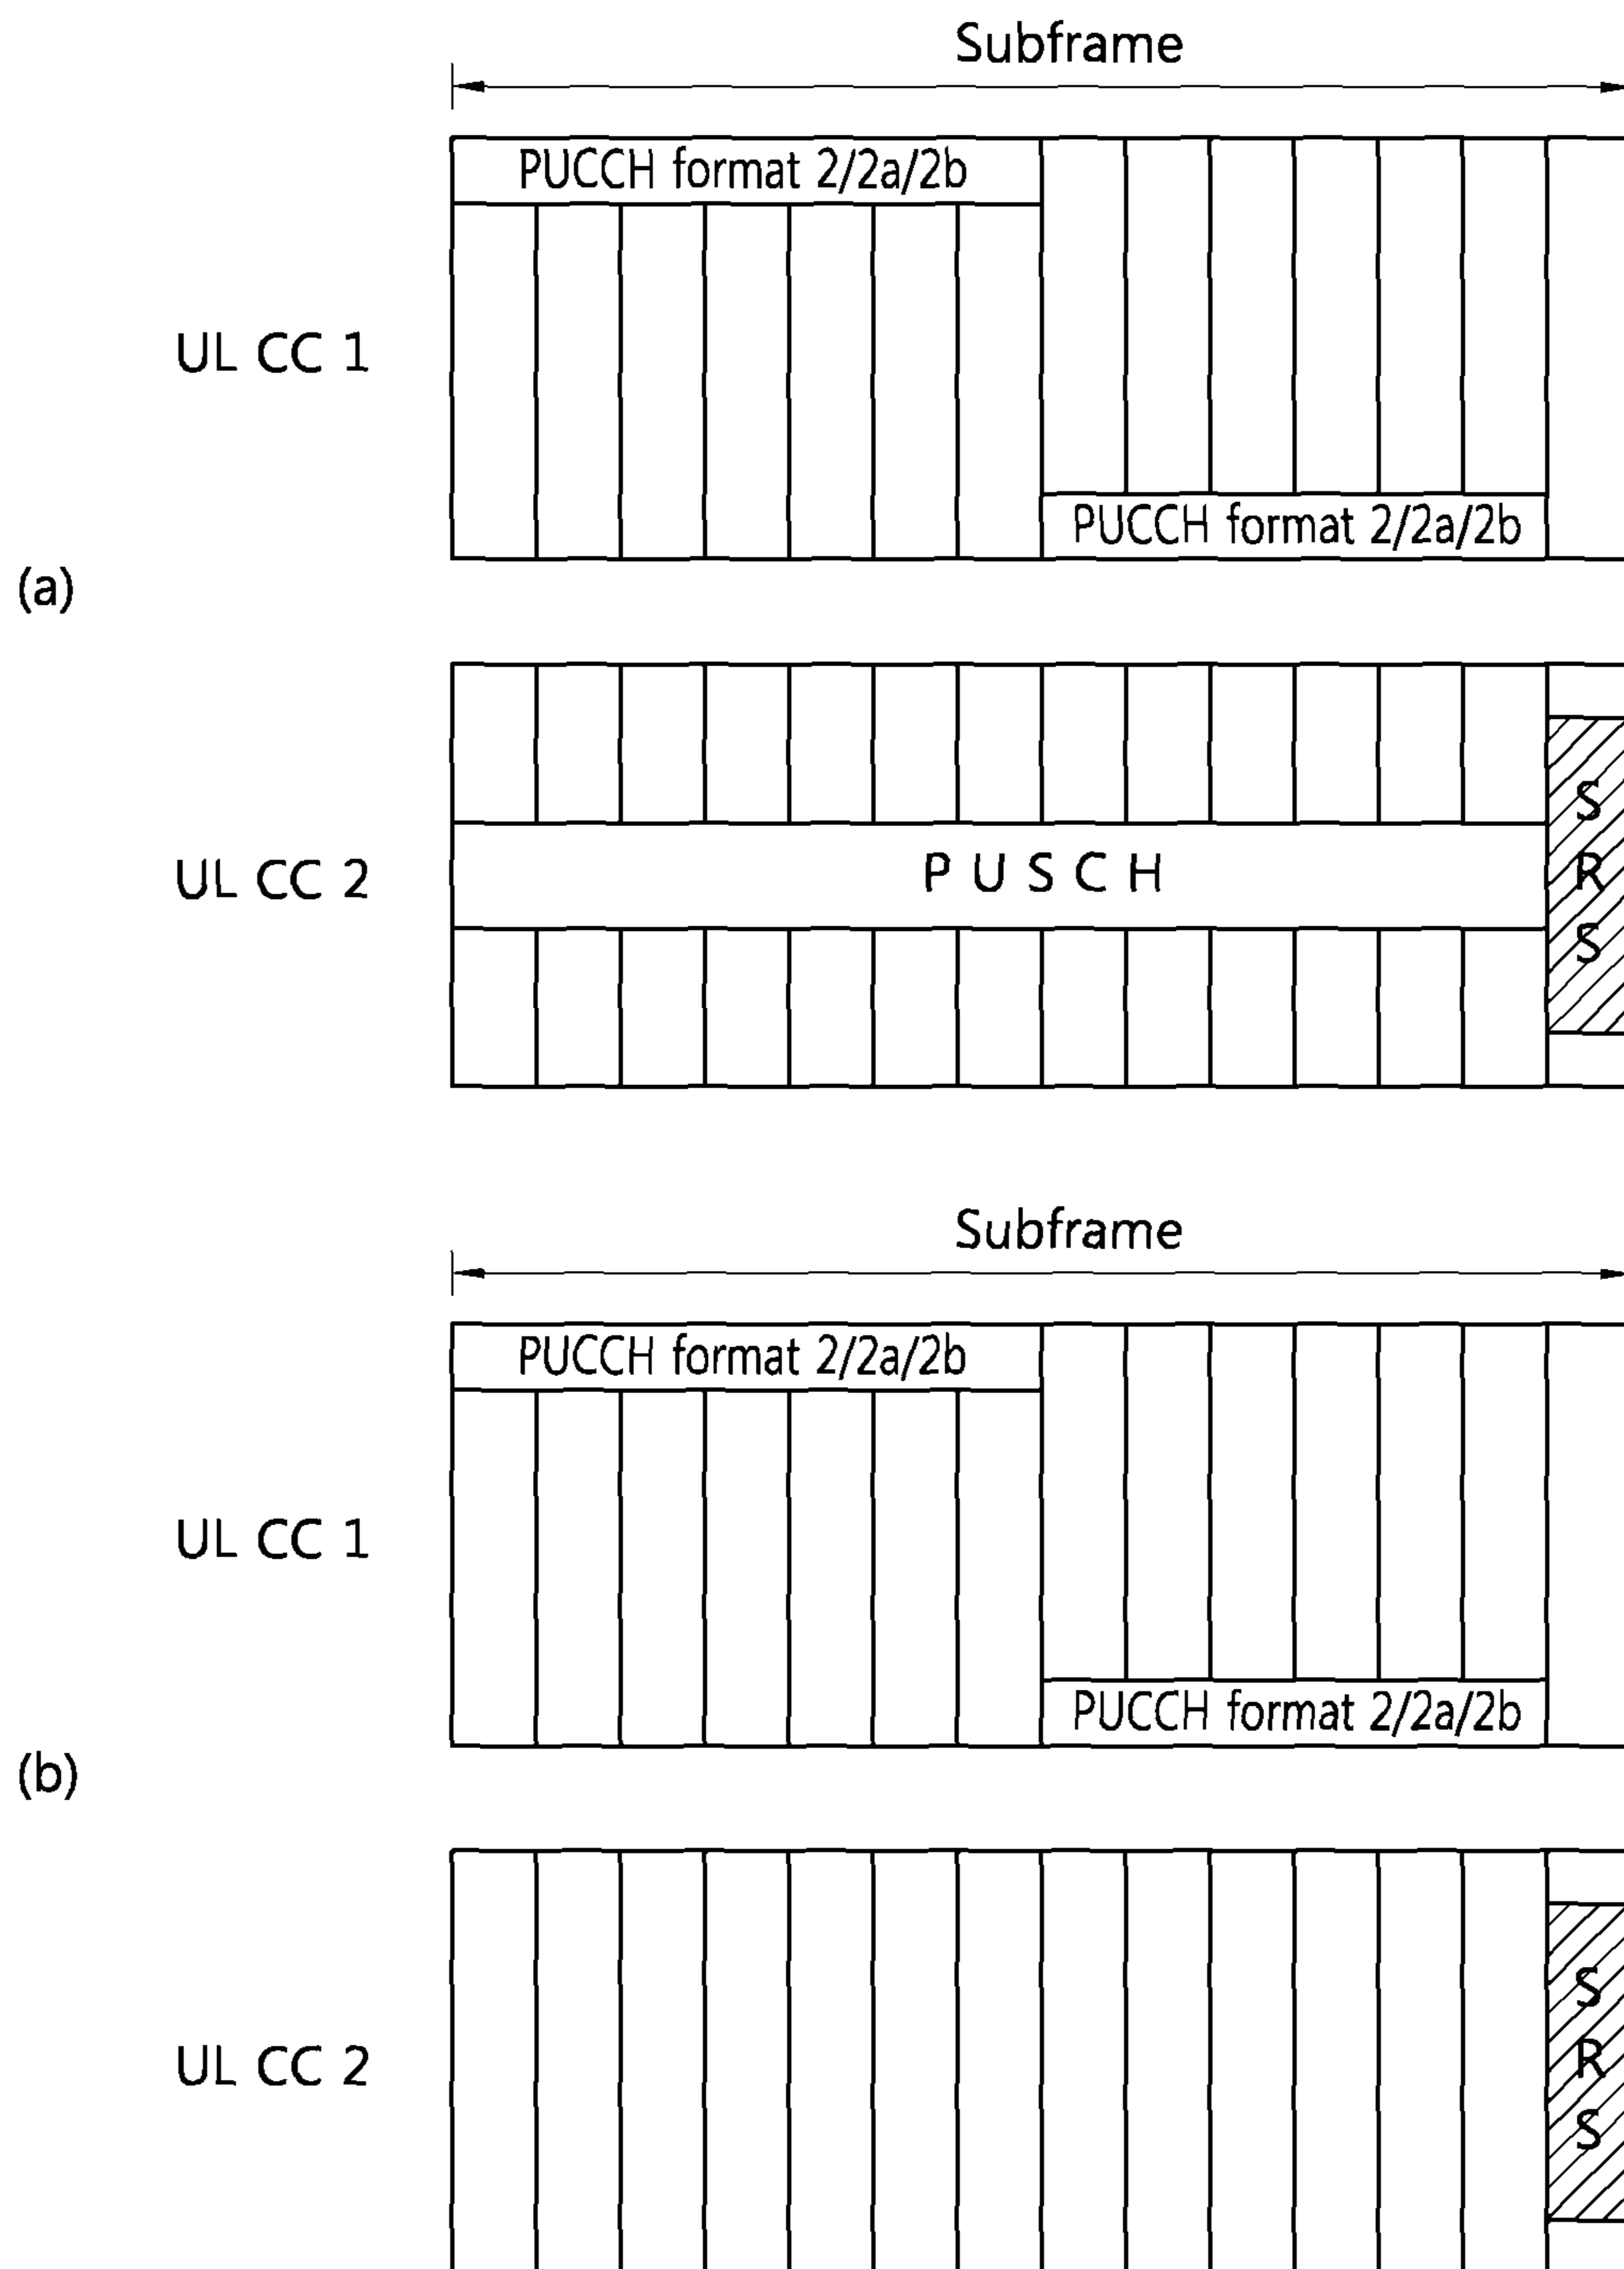 Subframe
PUCCH format 2/2a/2b
UL CC 1
PUCCH format 2/2a/2b
(a)
UL CC 2
P U S C H
S
R
S
Subframe
PUCCH format 2/2a/2b
UL CC 1
PUCCH format 2/2a/2b
(b)
UL CC 2
S
R
S